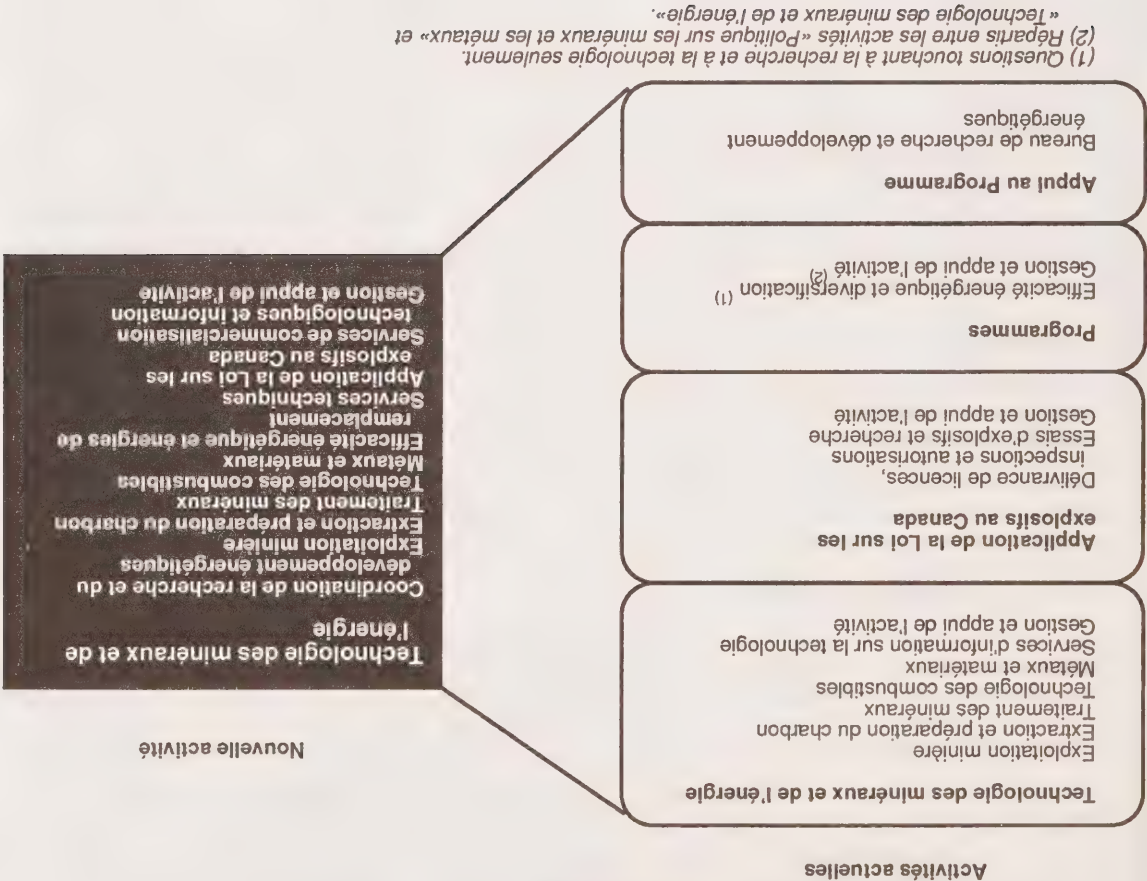 Activités actuelles
Technologie des minéraux et de l'énergie
Exploitation minière
Extraction et préparation du charbon
Traitement des minéraux
Technologie des combustibles
Métaux et matériaux
Services d'information sur la technologie
Gestion et appui de l'activité
Application de la Loi sur les
explosifs au Canada
Délivrance de licences,
inspections et autorisations
Essais d'explosifs et recherche
Gestion et appui de l'activité
Programmes
Efficacité énergétique et diversification (1)
Gestion et appui de l'activité (2)
Appui au Programme
Bureau de recherche et développement
énergétiques
Nouvelle activité
Technologie des minéraux et de
l'énergie
Coordination de la recherche et du
développement énergétiques
Exploitation minière
Extraction et préparation du charbon
Traitement des minéraux
Technologie des combustibles
Métaux et matériaux
Efficacité énergétique et énergies de
remplacement
Services techniques
Application de la Loi sur les
explosifs au Canada
Services de commercialisation
technologiques et information
Gestion et appui de l'activité
(1) Questions touchant à la recherche et à la technologie seulement.
(2) Répartis entre les activités «Politique sur les minéraux et les métaux» et
«Technologie des minéraux et de l'énergie».